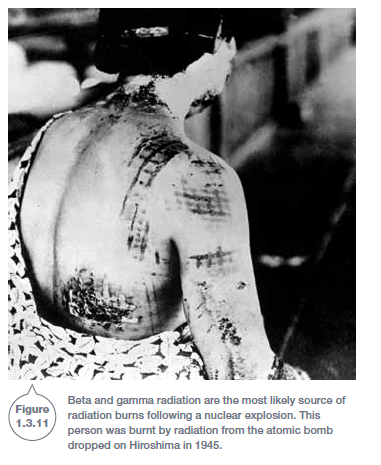 Figure
1.3.11
Beta and gamma radiation are the most likely source of
radiation burns following a nuclear explosion. This
person was burnt by radiation from the atomic bomb
dropped on Hiroshima in 1945.